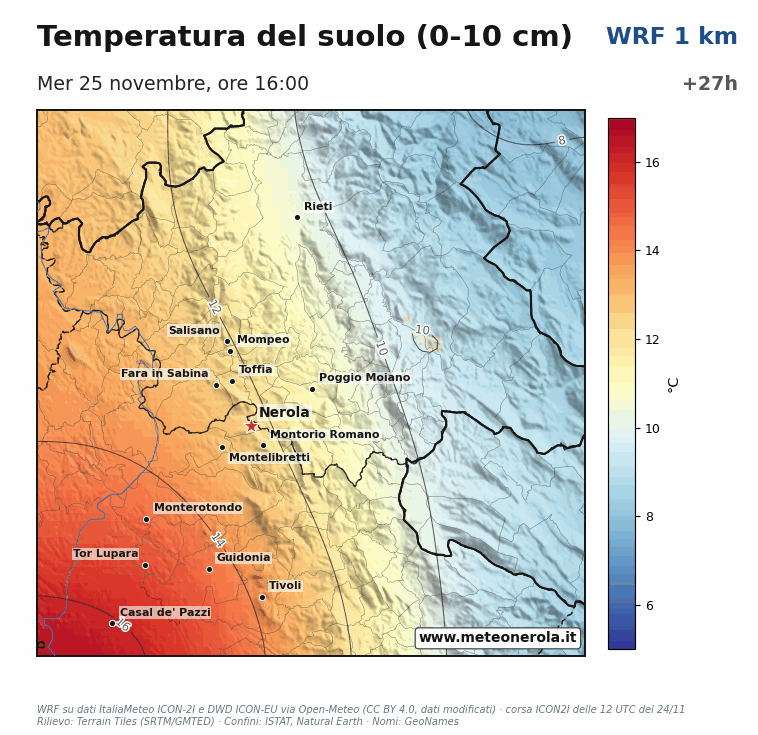 Temperatura del suolo (0-10 cm)
WRF 1 km
Mer 25 novembre, ore 16:00
+27h
8
Rieti
12
10
10
Salisano
Mompeo
Fara in Sabina
Toffia
Poggio Moiano
Nerola
Montorio Romano
Montelibretti
Monterotondo
14
Tor Lupara
Guidonia
Tivoli
Casal de' Pazzi
16
www.meteonerola.it
16
14
12
10
8
6
°C
WRF su dati ItaliaMeteo ICON-2I e DWD ICON-EU via Open-Meteo (CC BY 4.0, dati modificati) · corsa ICON2I delle 12 UTC del 24/11
Rilievo: Terrain Tiles (SRTM/GMTED) · Confini: ISTAT, Natural Earth · Nomi: GeoNames